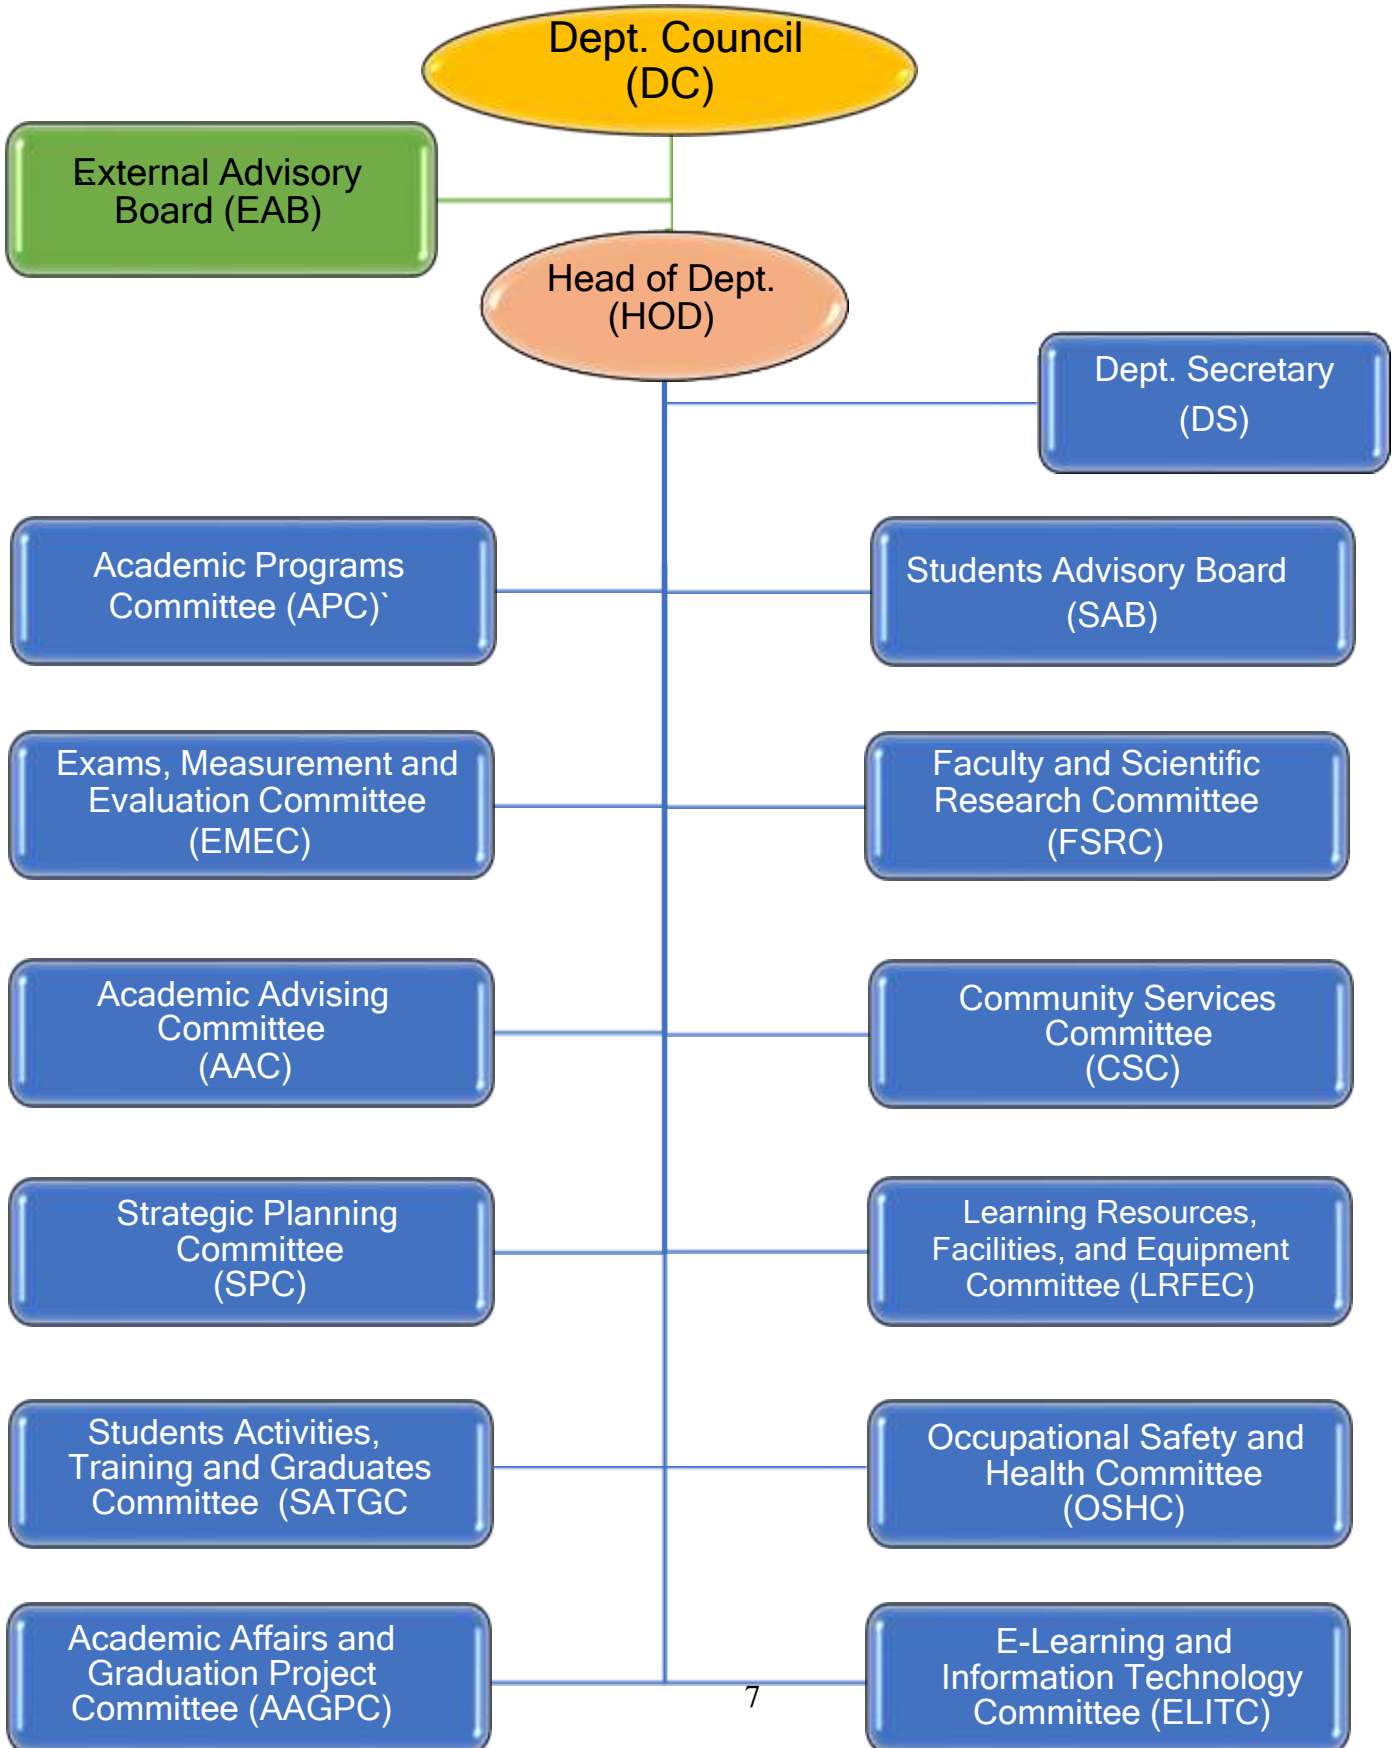 Dept. Council
(DC)
External Advisory
Board (EAB)
Head of Dept.
(HOD)
Dept. Secretary
(DS)
Academic Programs
Committee (APC)`
Students Advisory Board
(SAB)
Exams, Measurement and
Evaluation Committee
(EMEC)
Faculty and Scientific
Research Committee
(FSRC)
Academic Advising
Committee
(AAC)
Community Services
Committee
(CSC)
Strategic Planning
Committee
(SPC)
Learning Resources,
Facilities, and Equipment
Committee (LRFEC)
Students Activities,
Training and Graduates
Committee (SATGC
Occupational Safety and
Health Committee
(OSHC)
Academic Affairs and
Graduation Project
Committee (AAGPC)
E-Learning and
Information Technology
Committee (ELITC)
7